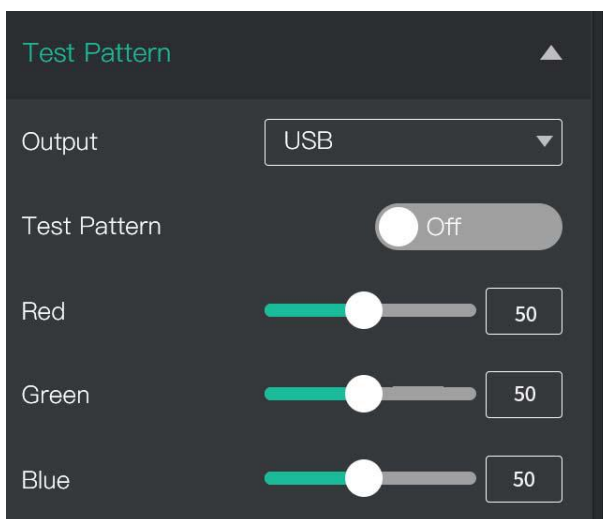 Test Pattern
Output USB
Test Pattern Off
Red 50
Green 50
Blue 50